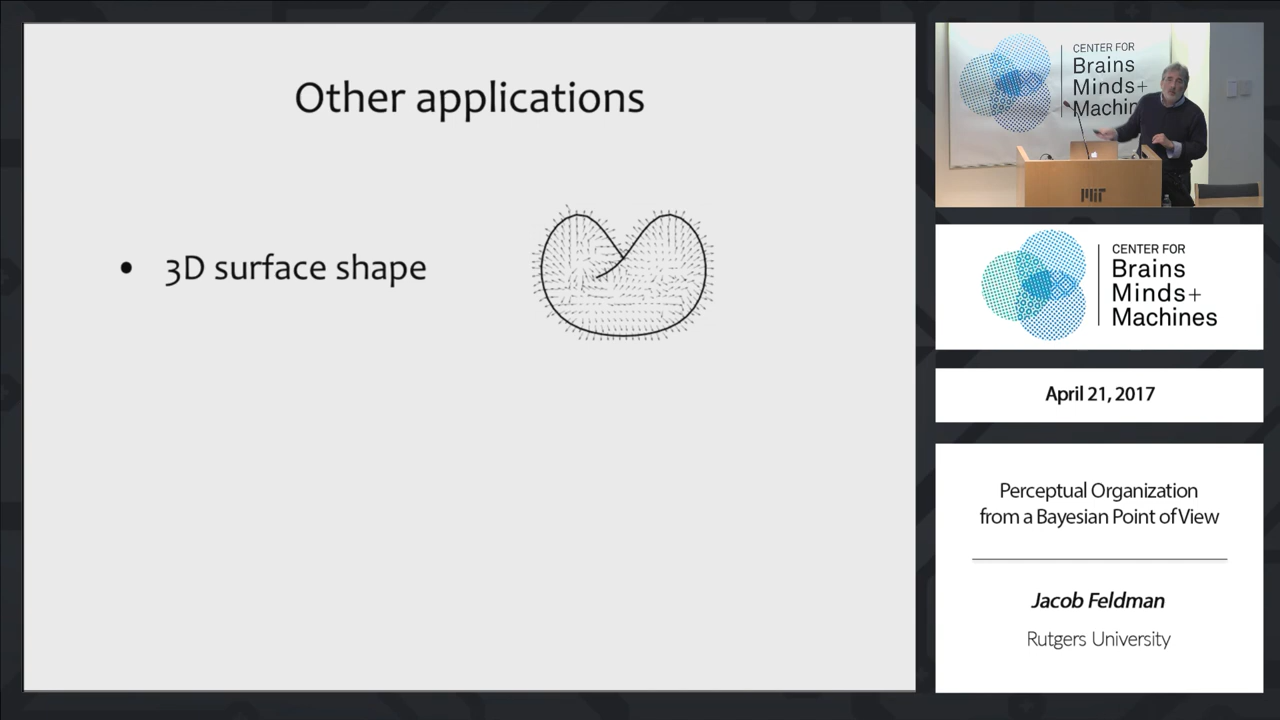 Other applications
• 3D surface shape
CENTER FOR
Brains
Minds+
Machin
MIT
CENTER FOR
Brains
Minds+
Machines
April 21, 2017
Perceptual Organization
from a Bayesian Point of View
Jacob Feldman
Rutgers University